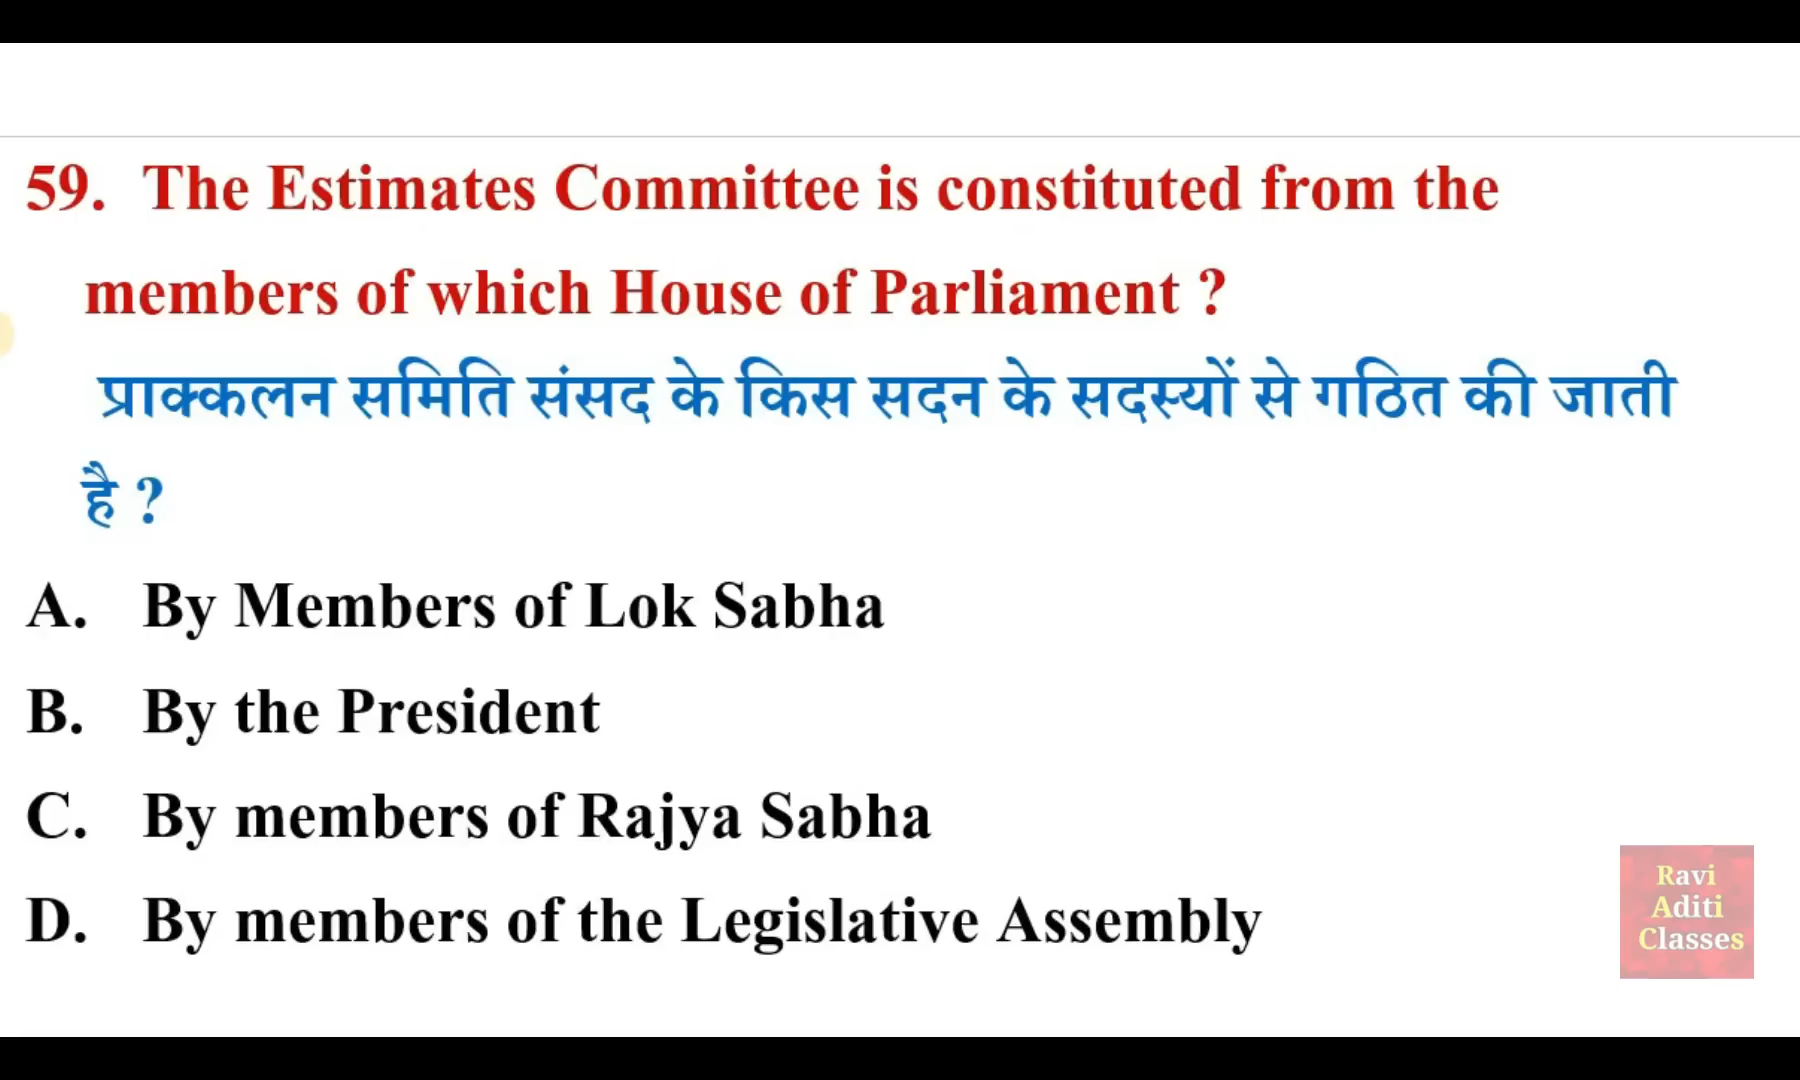 59. The Estimates Committee is constituted from the
members of which House of Parliament ?
प्राक्कलन समिति संसद के किस सदन के सदस्यों से गठित की जाती
है ?
A. By Members of Lok Sabha
B. By the President
C. By members of Rajya Sabha
D. By members of the Legislative Assembly
Ravi
Aditi
Classes